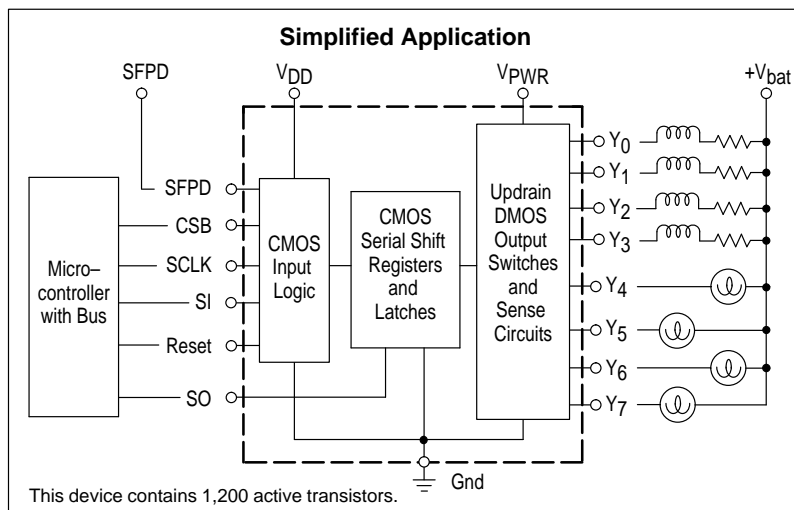 Simplified Application
SFPD
VDD
VPWR
+Vbat
SFPD
CSB
SCLK
SI
Reset
SO
Micro–
controller
with Bus
CMOS
Input
Logic
CMOS
Serial Shift
Registers
and
Latches
Updrain
DMOS
Output
Switches
and
Sense
Circuits
Y0
Y1
Y2
Y3
Y4
Y5
Y6
Y7
Gnd
This device contains 1,200 active transistors.